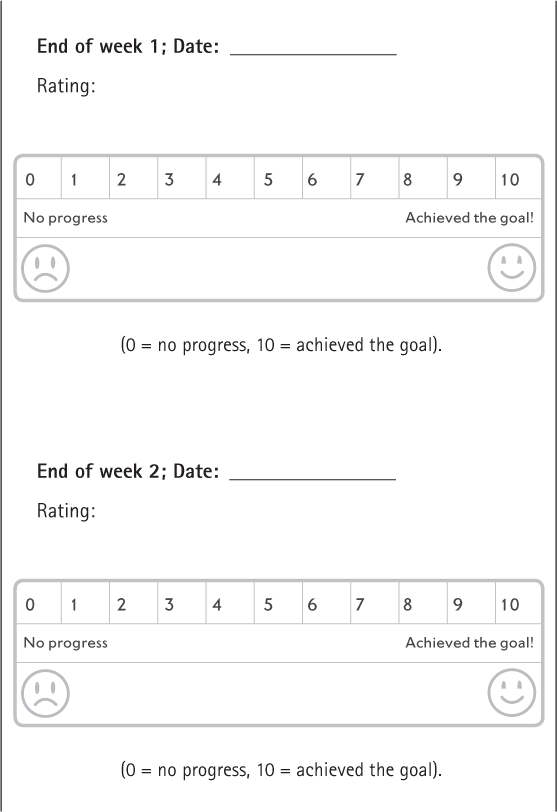 End of week 1; Date: ____________________
Rating:
0 1 2 3 4 5 6 7 8 9 10
No progress Achieved the goal!
(0 = no progress, 10 = achieved the goal).
End of week 2; Date: ____________________
Rating:
0 1 2 3 4 5 6 7 8 9 10
No progress Achieved the goal!
(0 = no progress, 10 = achieved the goal).